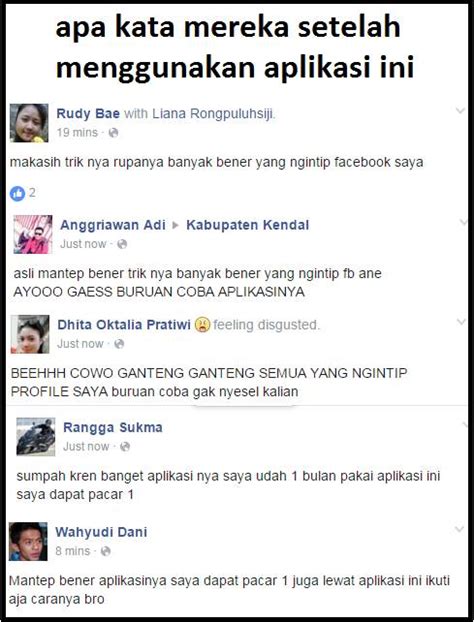 apa kata mereka setelah
menggunakan aplikasi ini
Rudy Bae with Liana Rongpuluhsiji.
19 mins ·
makasih trik nya rupanya banyak bener yang ngintip facebook saya
2
Anggriawan Adi ▶ Kabupaten Kendal
Just now ·
asli mantep bener trik nya banyak bener yang ngintip fb ane
AYOOO GAESS BURUAN COBA APLIKASINYA
Dhita Oktalia Pratiwi feeling disgusted.
Just now ·
BEEHHH COWO GANTENG GANTENG SEMUA YANG NGINTIP
PROFILE SAYA buruan coba gak nyesel kalian
Rangga Sukma
Just now ·
sumpah kren banget aplikasi nya saya udah 1 bulan pakai aplikasi ini
saya dapat pacar 1
Wahyudi Dani
8 mins ·
Mantep bener aplikasinya saya dapat pacar 1 juga lewat aplikasi ini ikuti
aja caranya bro